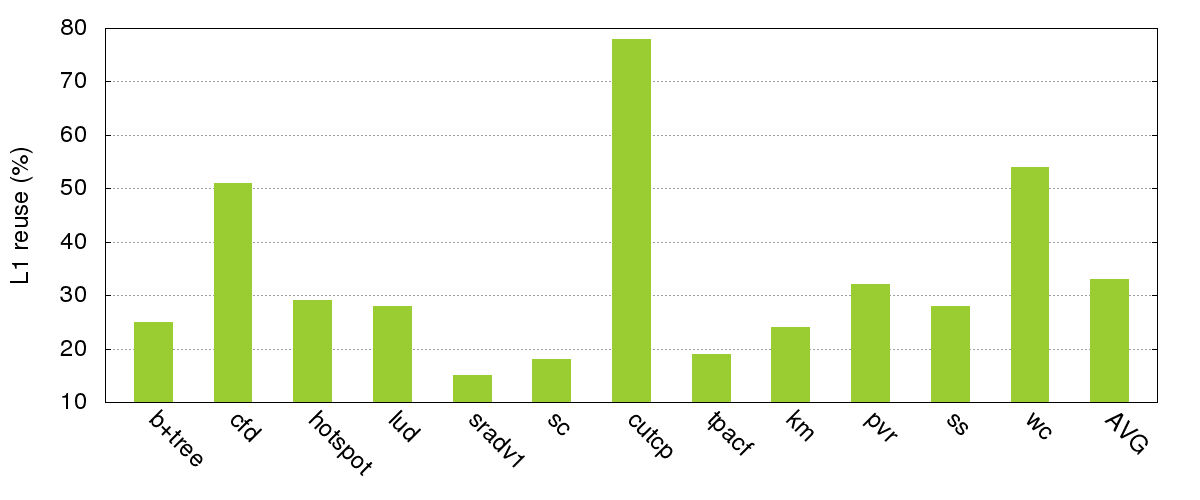 80
70
60
50
40
30
20
10
L1 reuse (%)
b+tree
cfd
hotspot
lud
sradv1
sc
cutcp
tpacf
km
pvr
ss
wc
AVG